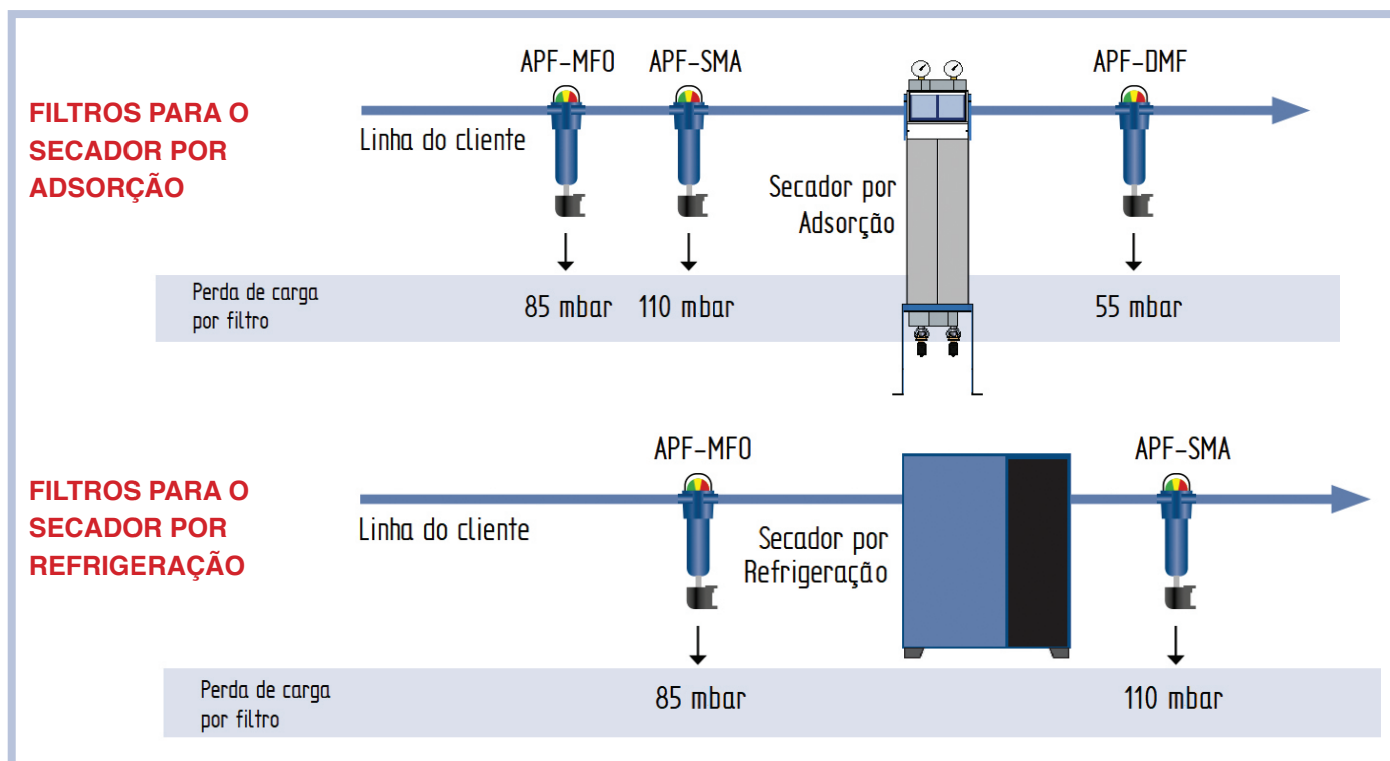 APF-MFO APF-SMA APF-DMF
FILTROS PARA O
SECADOR POR
ADSORÇÃO
Linha do cliente
Secador por
Adsorção
Perda de carga
por filtro
85 mbar 110 mbar 55 mbar
APF-MFO APF-SMA
FILTROS PARA O
SECADOR POR
REFRIGERAÇÃO
Linha do cliente
Secador por
Refrigeração
Perda de carga
por filtro
85 mbar 110 mbar